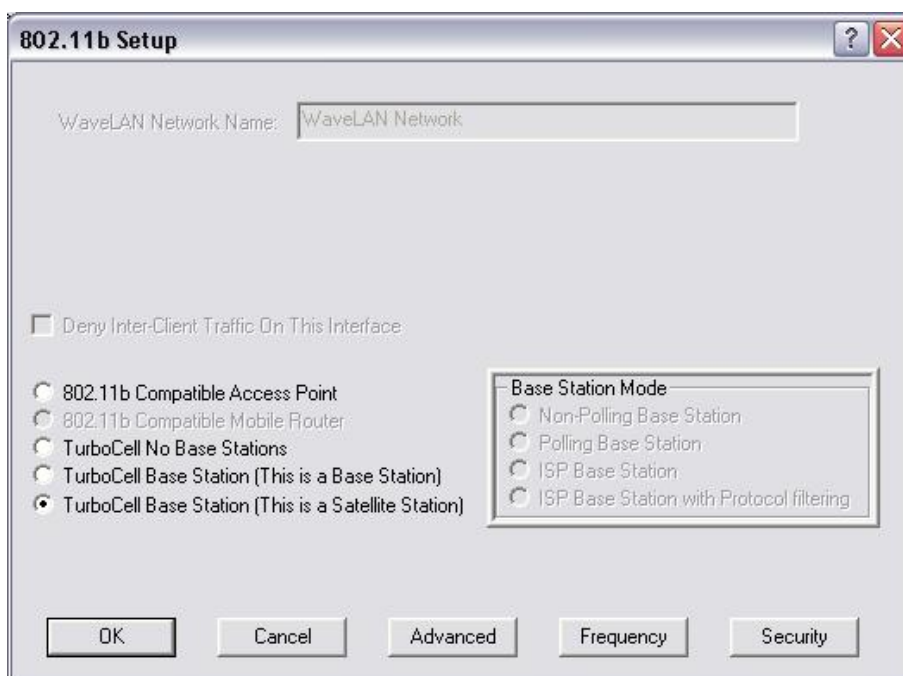 802.11b Setup
WaveLAN Network Name: WaveLAN Network
Deny Inter-Client Traffic On This Interface
802.11b Compatible Access Point
802.11b Compatible Mobile Router
TurboCell No Base Stations
TurboCell Base Station (This is a Base Station)
TurboCell Base Station (This is a Satellite Station)
Base Station Mode
Non-Polling Base Station
Polling Base Station
ISP Base Station
ISP Base Station with Protocol filtering
OK Cancel Advanced Frequency Security